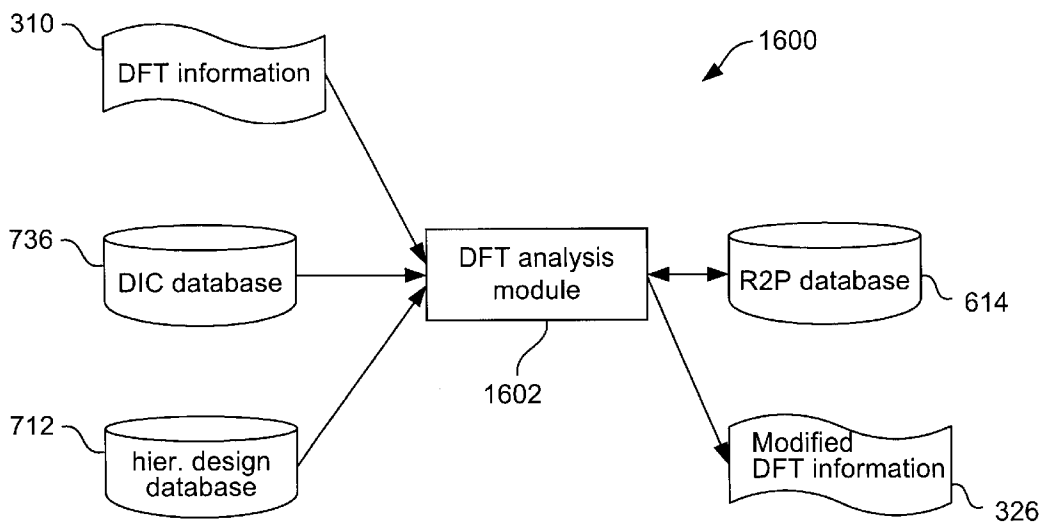 310
DFT information
1600
736
DIC database
DFT analysis
module
1602
R2P database
614
712
hier. design
database
Modified
DFT information
326